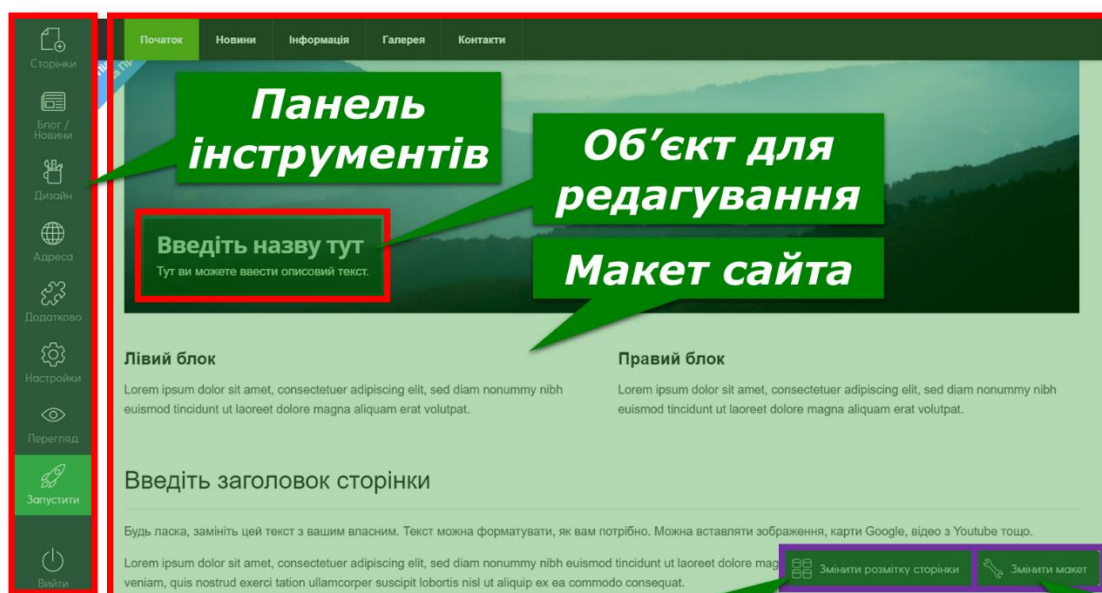 Сторінки
Блог /
Новини
Дизайн
Адреса
Додатково
Настройки
Перегляд
Запустити
Вийти
Початок Новини Інформація Галерея Контакти
Панель
інструментів
Об’єкт для
редагування
Макет сайта
Введіть назву тут
Тут ви можете ввести описовий текст.
Лівий блок
Lorem ipsum dolor sit amet, consectetuer adipiscing elit, sed diam nonummy nibh
euismod tincidunt ut laoreet dolore magna aliquam erat volutpat.
Правий блок
Lorem ipsum dolor sit amet, consectetuer adipiscing elit, sed diam nonummy nibh
euismod tincidunt ut laoreet dolore magna aliquam erat volutpat.
Введіть заголовок сторінки
Будь ласка, замініть цей текст з вашим власним. Текст можна форматувати, як вам потрібно. Можна вставляти зображення, карти Google, відео з Youtube тощо.
Lorem ipsum dolor sit amet, consectetuer adipiscing elit, sed diam nonummy nibh euismod tincidunt ut laoreet dolore mag
veniam, quis nostrud exerci tation ullamcorper suscipit lobortis nisl ut aliquip ex ea commodo consequat.
Змінити розмітку сторінки
Змінити макет